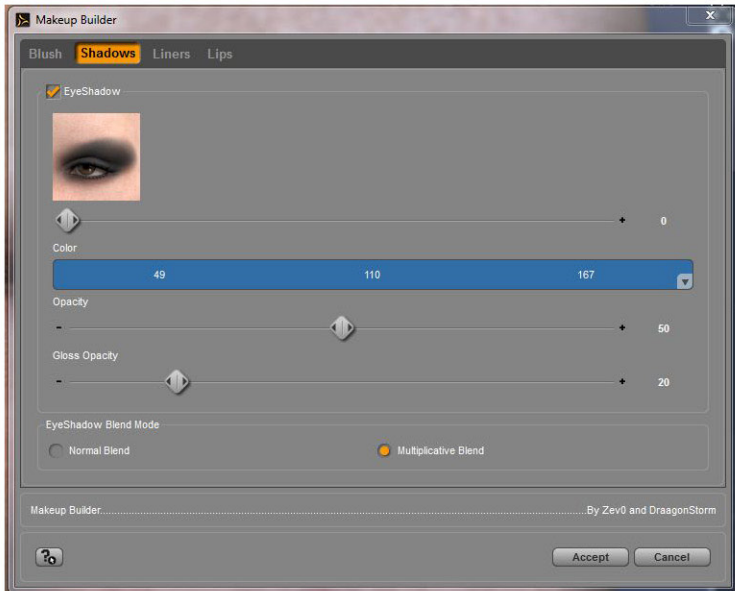 Makeup Builder
x
Blush Shadows Liners Lips
EyeShadow
+ 0
Color
49 110 167
Opacity
- + 50
Gloss Opacity
- + 20
EyeShadow Blend Mode
Normal Blend Multiplicative Blend
Makeup Builder.....................................................................................................................................By Zev0 and DraagonStorm
? Accept Cancel